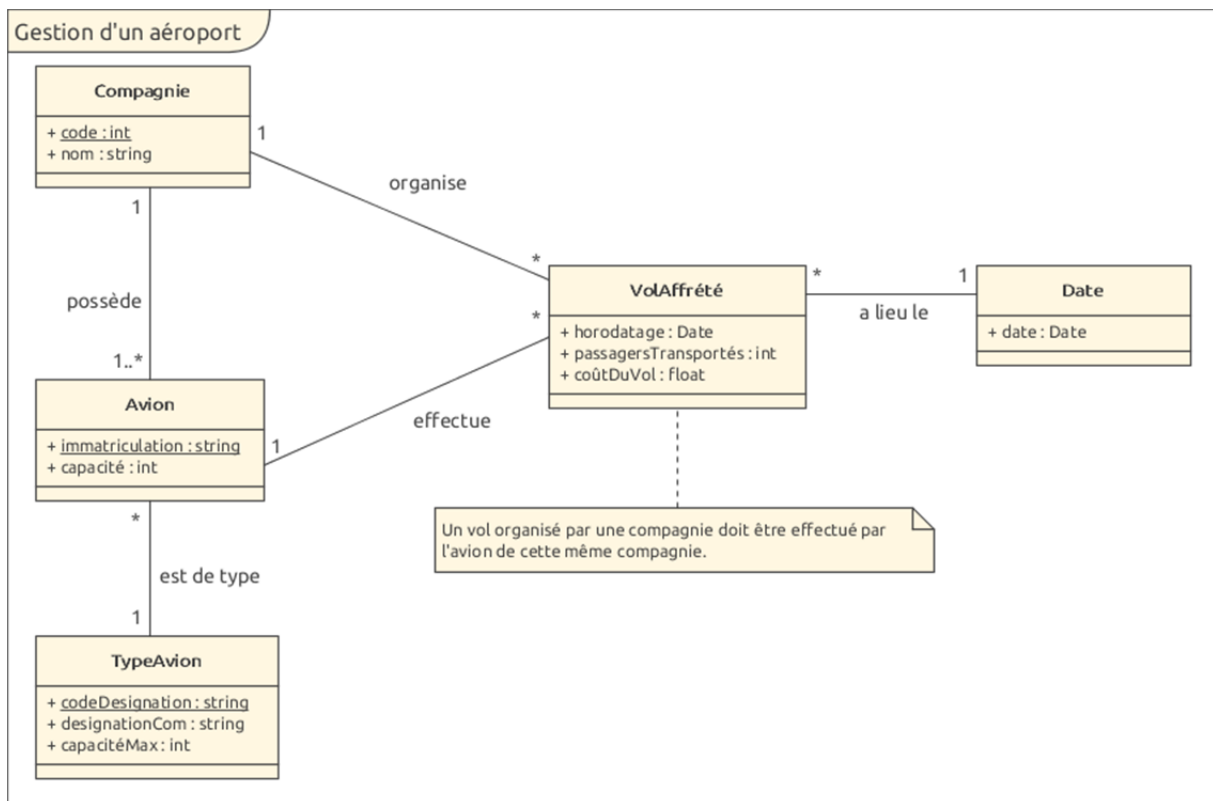 Gestion d'un aéroport
Compagnie
+ code : int
+ nom : string
1
organise
*
1
possède
1..*
VolAffrété
+ horodatage : Date
+ passagersTransportés : int
+ coûtDuVol : float
*
*
a lieu le
1
Date
+ date : Date
Avion
+ immatriculation : string
+ capacité : int
1
effectue
*
est de type
1
Un vol organisé par une compagnie doit être effectué par
l'avion de cette même compagnie.
TypeAvion
+ codeDesignation : string
+ designationCom : string
+ capacitéMax : int